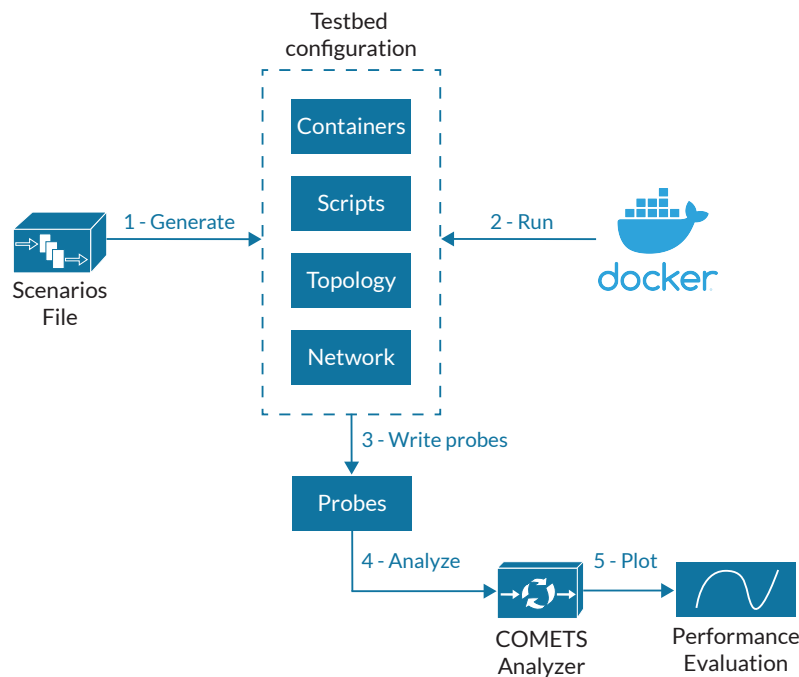 Testbed
configuration
Containers
Scripts
Topology
Network
1 - Generate
2 - Run
Scenarios
File
docker
3 - Write probes
Probes
4 - Analyze
5 - Plot
COMETS
Analyzer
Performance
Evaluation